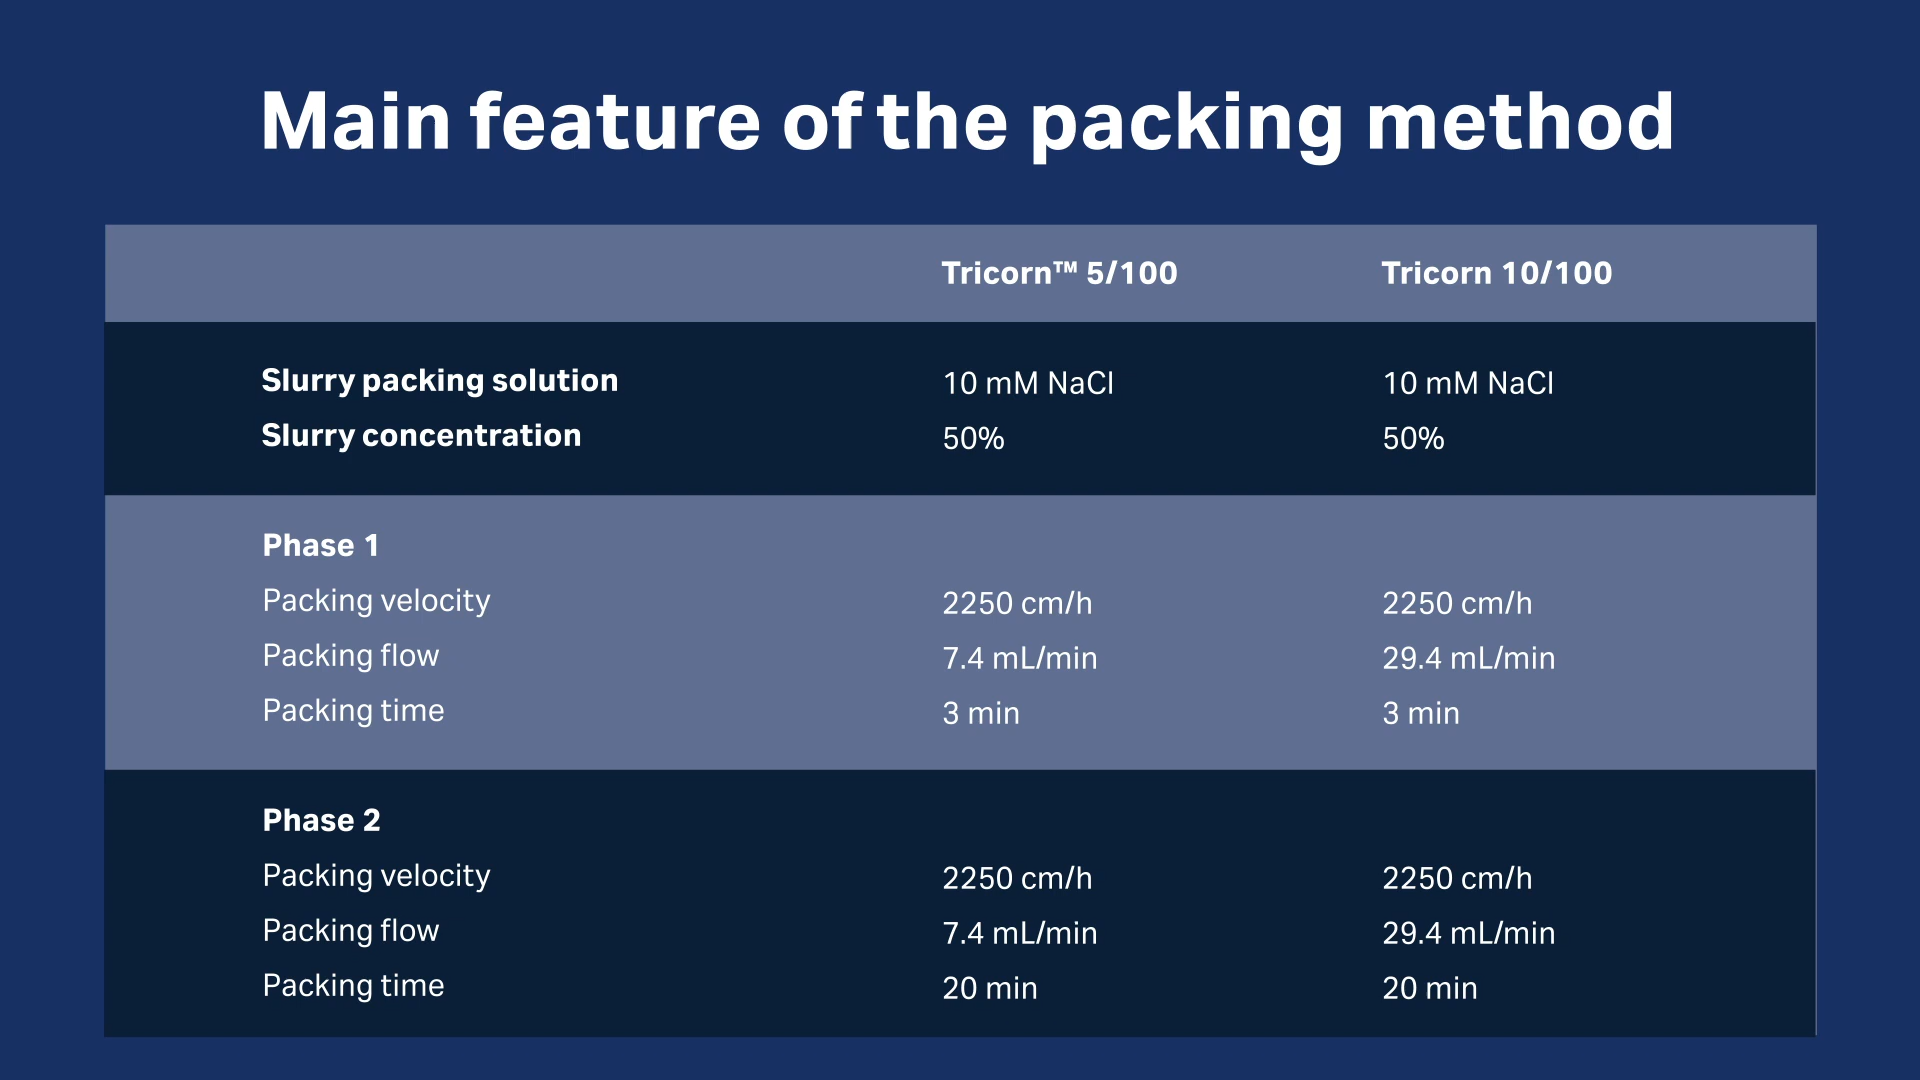 Main feature of the packing method
Tricorn™ 5/100 Tricorn 10/100
Slurry packing solution 10 mM NaCl 10 mM NaCl
Slurry concentration 50% 50%
Phase 1
Packing velocity 2250 cm/h 2250 cm/h
Packing flow 7.4 mL/min 29.4 mL/min
Packing time 3 min 3 min
Phase 2
Packing velocity 2250 cm/h 2250 cm/h
Packing flow 7.4 mL/min 29.4 mL/min
Packing time 20 min 20 min